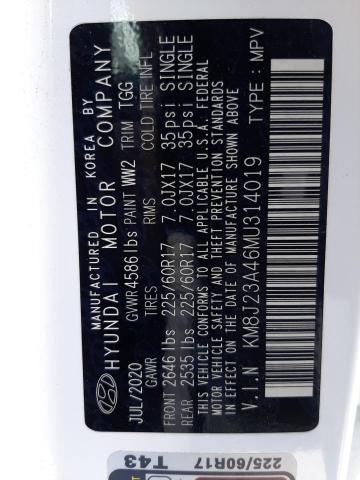 MANUFACTURED IN KOREA BY
HYUNDAI MOTOR COMPANY
GVWR 4586 lbs PAINT WW2 TRIM TGG
JUL/2020
GAWR TIRES RIMS COLD TIRE INFL
FRONT 2646 lbs 225/60R17 7.0JX17 35psi SINGLE
REAR 2535 lbs 225/60R17 7.0JX17 35psi SINGLE
THIS VEHICLE CONFORMS TO ALL APPLICABLE U.S.A. FEDERAL
MOTOR VEHICLE SAFETY AND THEFT PREVENTION STANDARDS
IN EFFECT ON THE DATE OF MANUFACTURE SHOWN ABOVE
V.I.N KM8J23A46MU314019 TYPE : MPV
225/60R17 T43